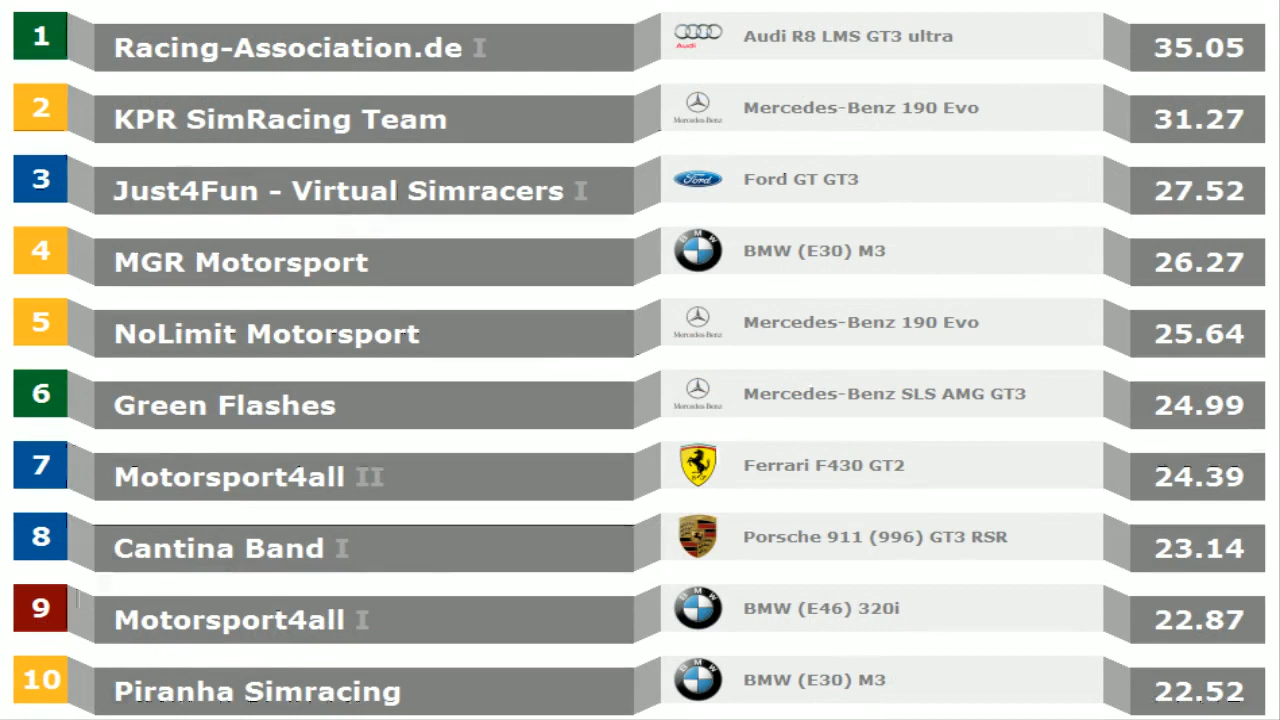 1 Racing-Association.de I Audi Audi R8 LMS GT3 ultra 35.05
2 KPR SimRacing Team Mercedes-Benz Mercedes-Benz 190 Evo 31.27
3 Just4Fun - Virtual Simracers I Ford Ford GT GT3 27.52
4 MGR Motorsport BMW BMW (E30) M3 26.27
5 NoLimit Motorsport Mercedes-Benz Mercedes-Benz 190 Evo 25.64
6 Green Flashes Mercedes-Benz Mercedes-Benz SLS AMG GT3 24.99
7 Motorsport4all II Ferrari F430 GT2 24.39
8 Cantina Band I Porsche 911 (996) GT3 RSR 23.14
9 Motorsport4all I BMW BMW (E46) 320i 22.87
10 Piranha Simracing BMW BMW (E30) M3 22.52